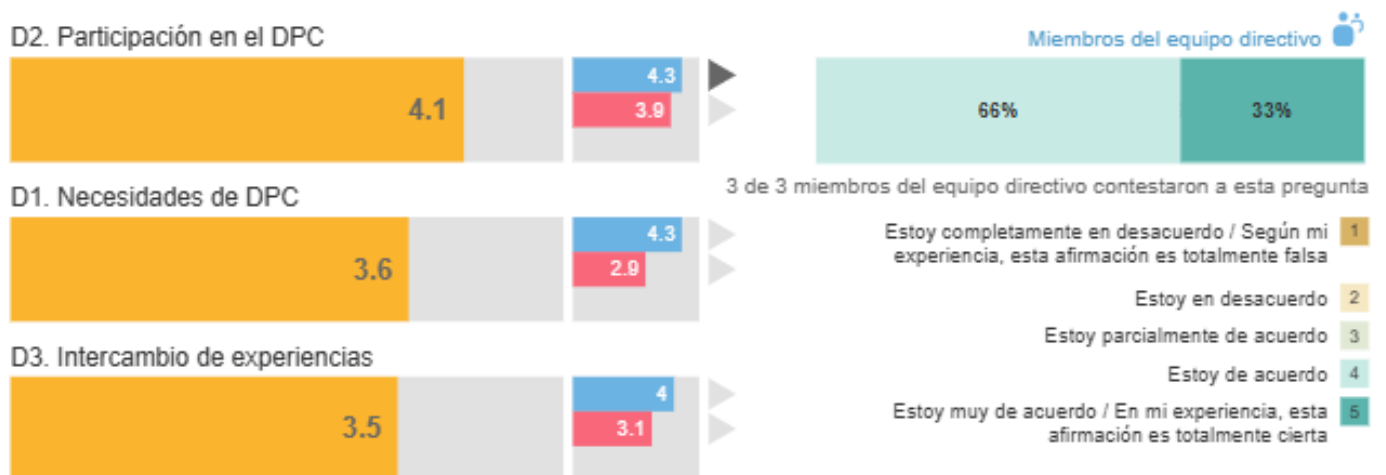 D2. Participación en el DPC
4.1
4.3
3.9
D1. Necesidades de DPC
3.6
4.3
2.9
D3. Intercambio de experiencias
3.5
4
3.1
Miembros del equipo directivo
66%
33%
3 de 3 miembros del equipo directivo contestaron a esta pregunta
Estoy completamente en desacuerdo / Según mi 1
experiencia, esta afirmación es totalmente falsa
Estoy en desacuerdo 2
Estoy parcialmente de acuerdo 3
Estoy de acuerdo 4
Estoy muy de acuerdo / En mi experiencia, esta 5
afirmación es totalmente cierta